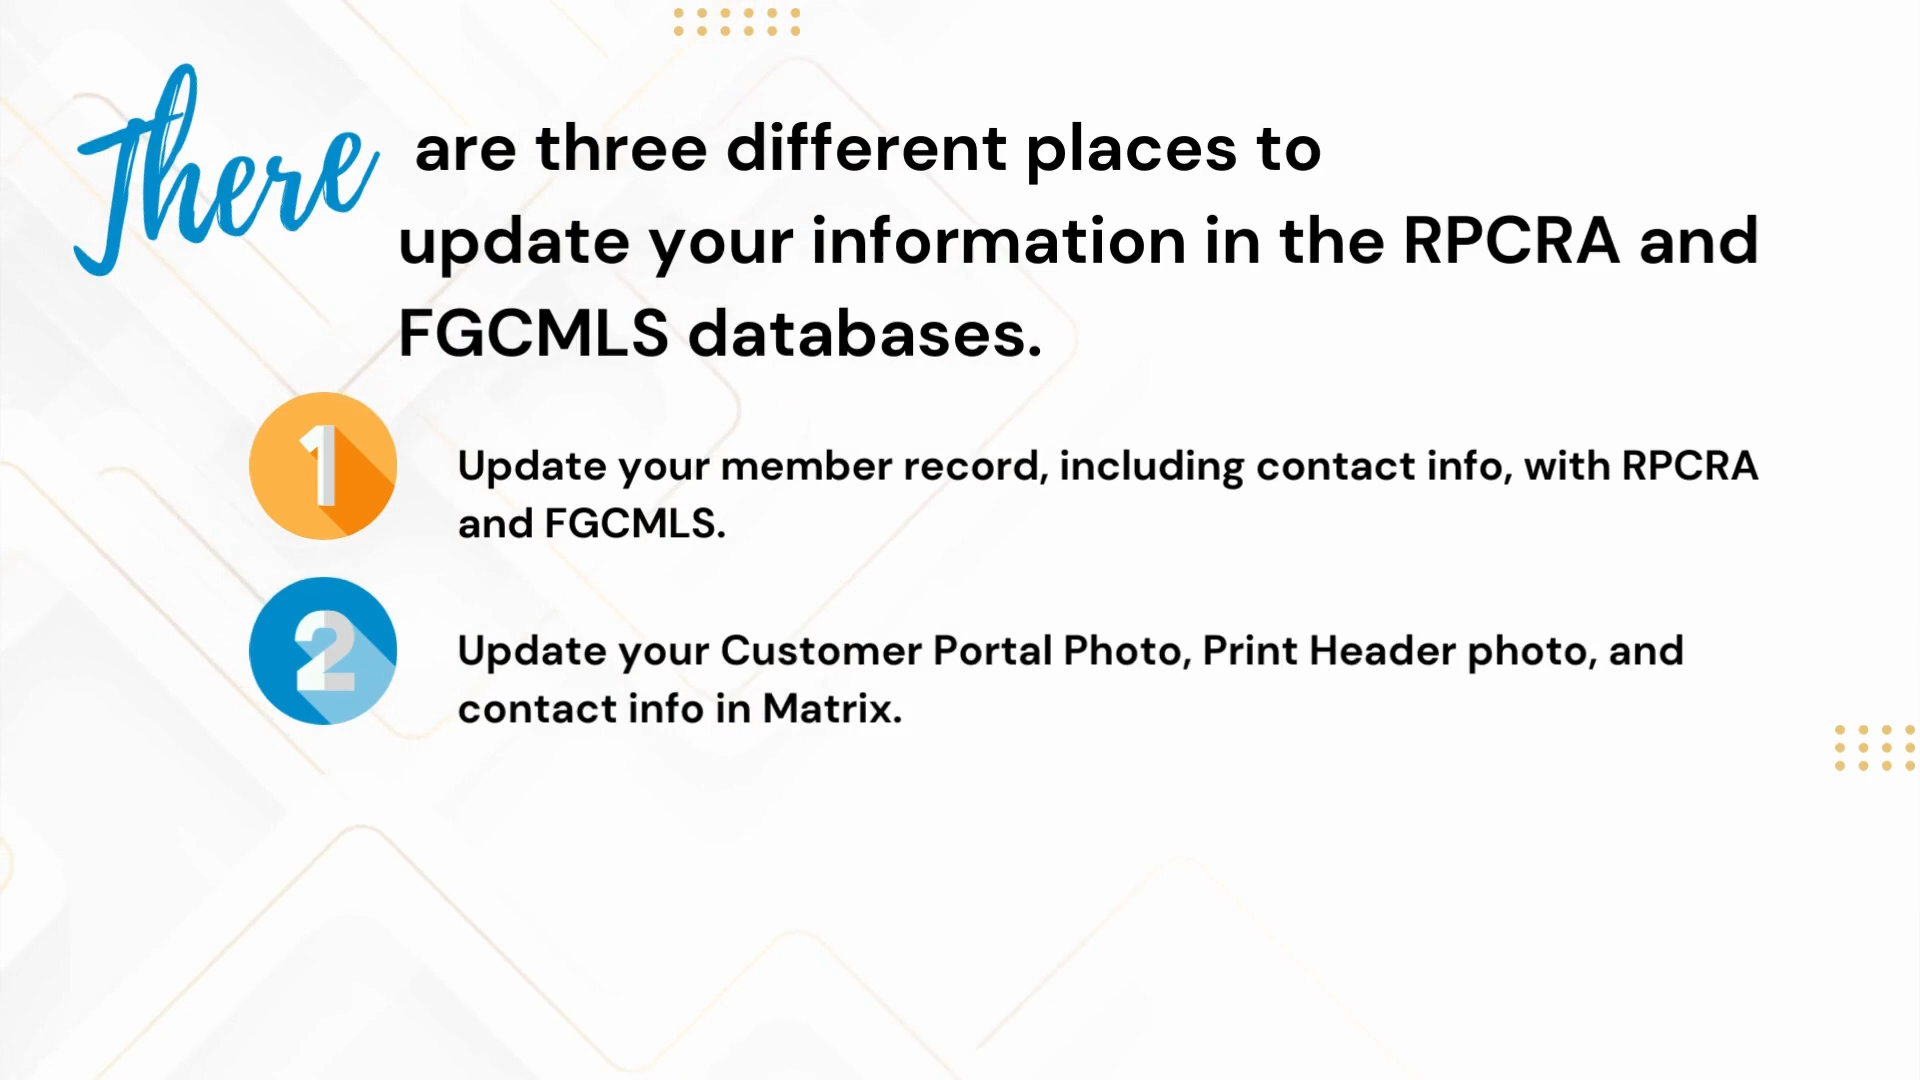 There are three different places to
update your information in the RPCRA and
FGCMLS databases.
1
Update your member record, including contact info, with RPCRA
and FGCMLS.
2
Update your Customer Portal Photo, Print Header photo, and
contact info in Matrix.